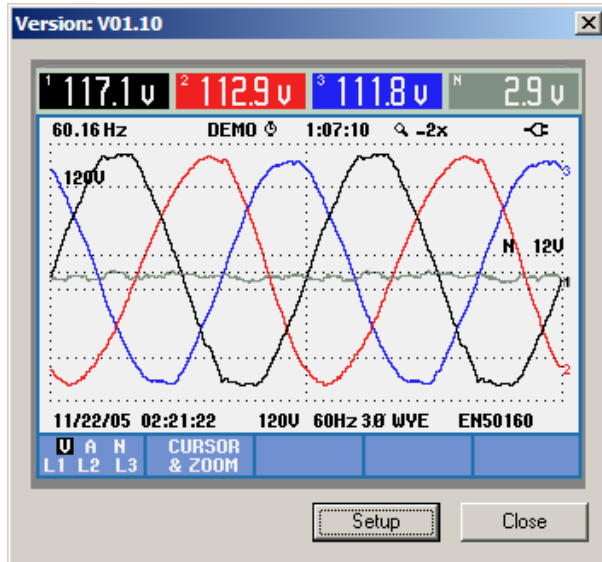 Version: V01.10
1 117.1 V 2 112.9 V 3 111.8 V N 2.9 V
60.16 Hz DEMO 1:07:10 -2x
120V
3
N 12V
N
2
11/22/05 02:21:22 120V 60Hz 3Ø WYE EN50160
V A N CURSOR
L1 L2 L3 & ZOOM
Setup Close